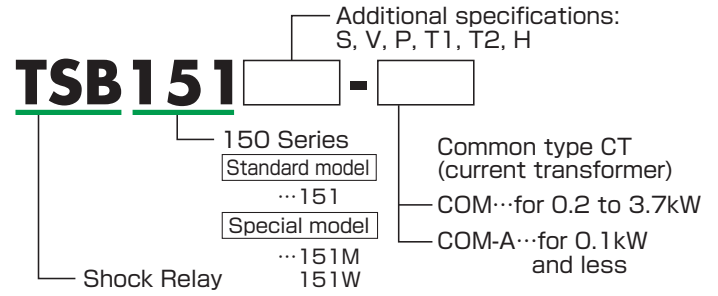 Additional specifications:
S, V, P, T1, T2, H
TSB151 -
150 Series
Standard model
…151
Special model
…151M
151W
Shock Relay
Common type CT
(current transformer)
COM…for 0.2 to 3.7kW
COM-A…for 0.1kW
and less